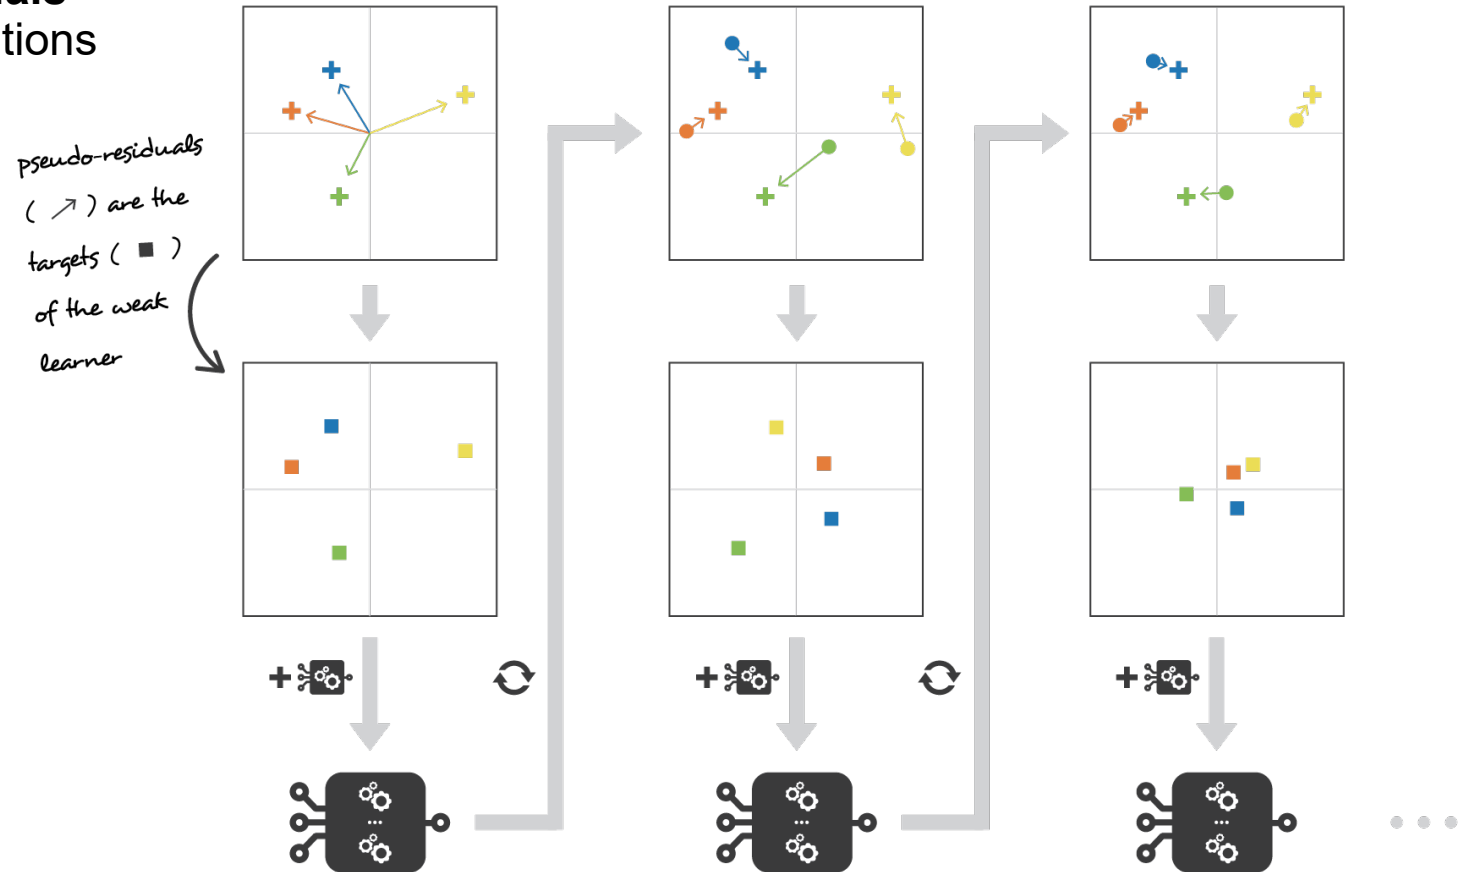 tions
pseudo-residuals
( ↗ ) are the
targets ( ■ )
of the weak
learner